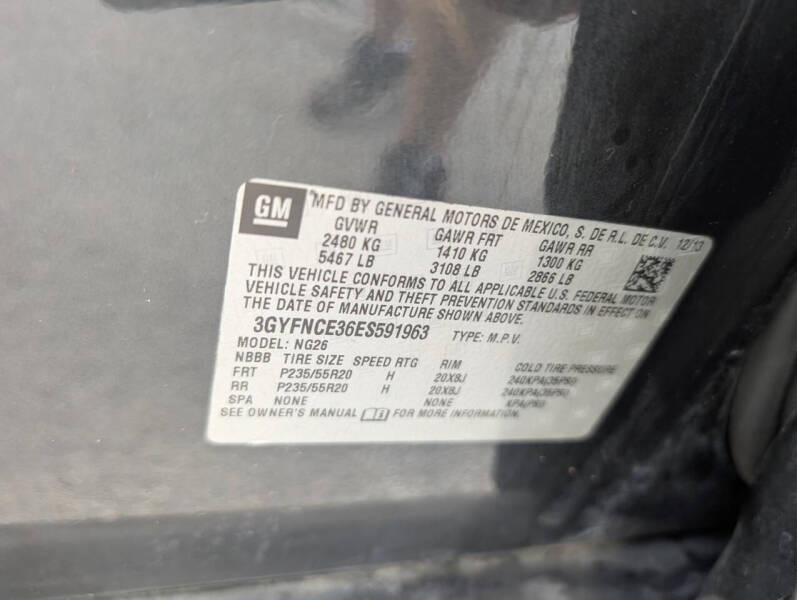 GM
MFD BY GENERAL MOTORS DE MEXICO, S. DE R.L. DE C.V. 12/13
GVWR GAWR FRT GAWR RR
2480 KG 1410 KG 1300 KG
5467 LB 3108 LB 2866 LB
THIS VEHICLE CONFORMS TO ALL APPLICABLE U.S. FEDERAL MOTOR
VEHICLE SAFETY AND THEFT PREVENTION STANDARDS IN EFFECT ON
THE DATE OF MANUFACTURE SHOWN ABOVE.
3GYFNCE36ES591963 TYPE: M.P.V.
MODEL: NG26
NBBB TIRE SIZE SPEED RTG RIM COLD TIRE PRESSURE
FRT P235/55R20 H 20X8J 240KPA(35PSI)
RR P235/55R20 H 20X8J 240KPA(35PSI)
SPA NONE NONE KPA(PSI)
SEE OWNER'S MANUAL FOR MORE INFORMATION.